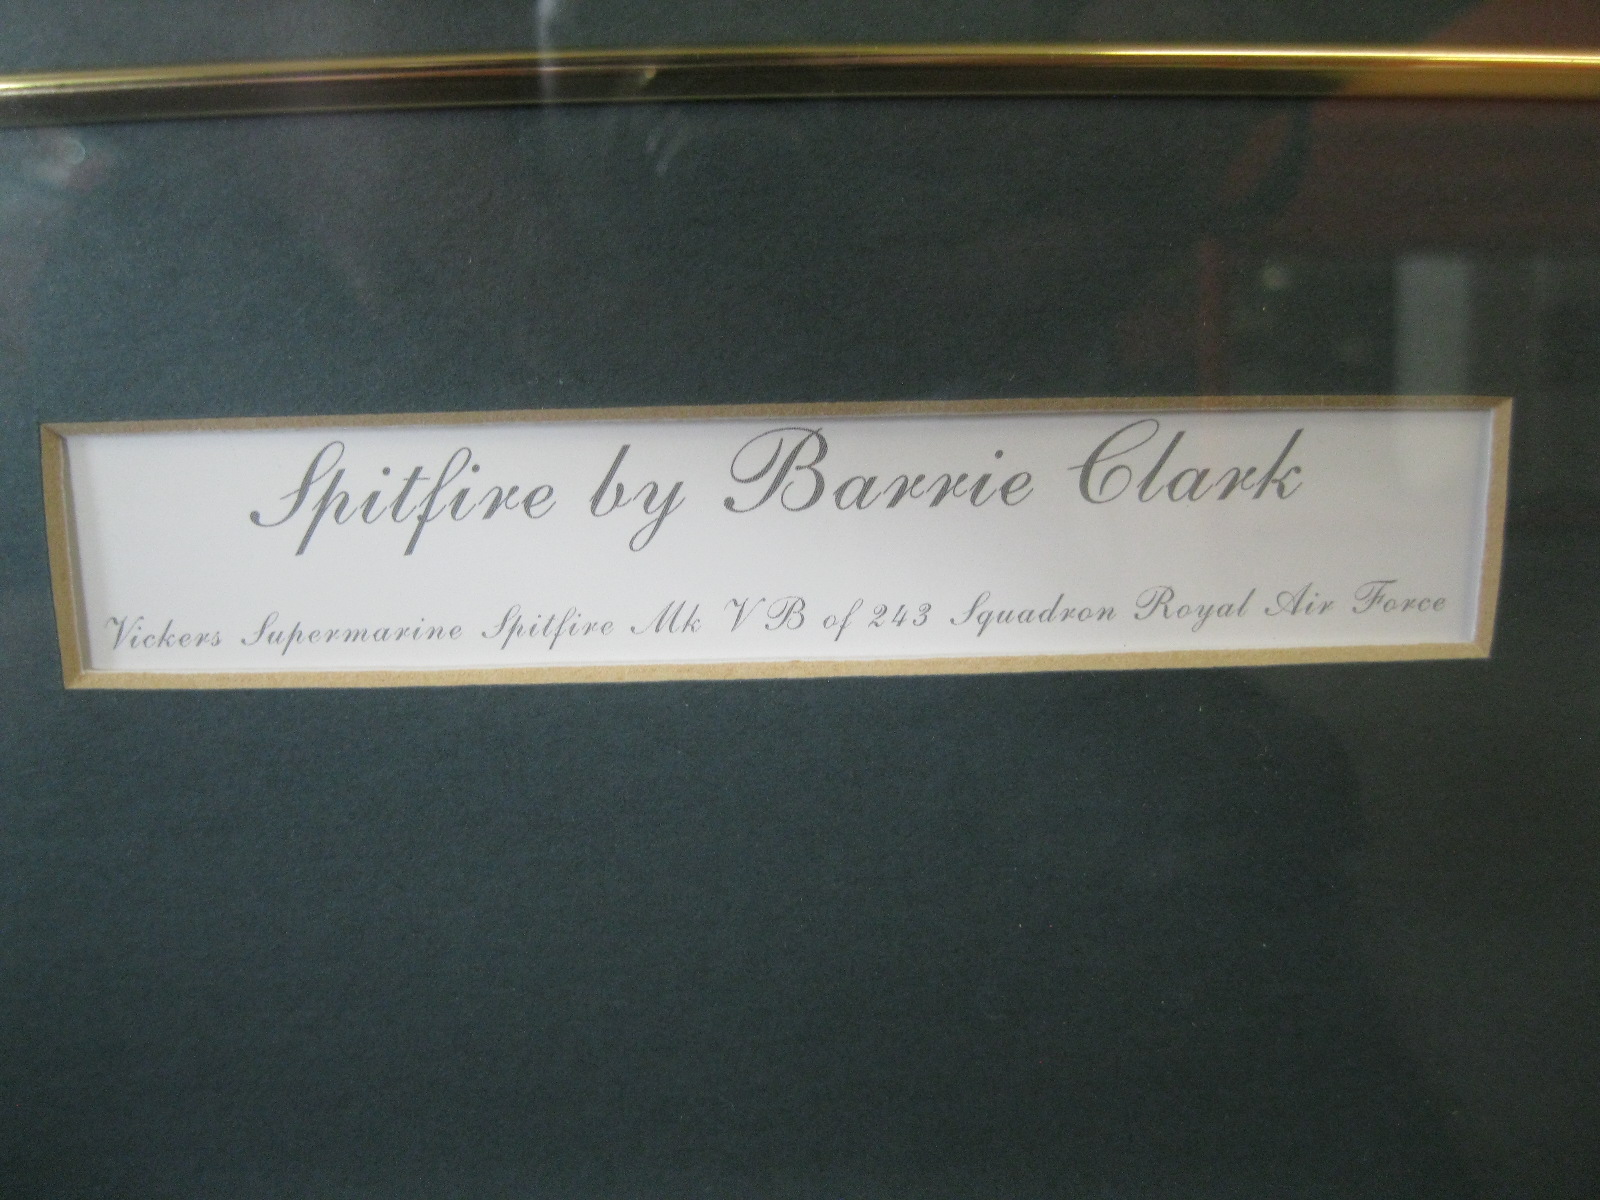 Spitfire by Barrie Clark
Vickers Supermarine Spitfire Mk VB of 243 Squadron Royal Air Force